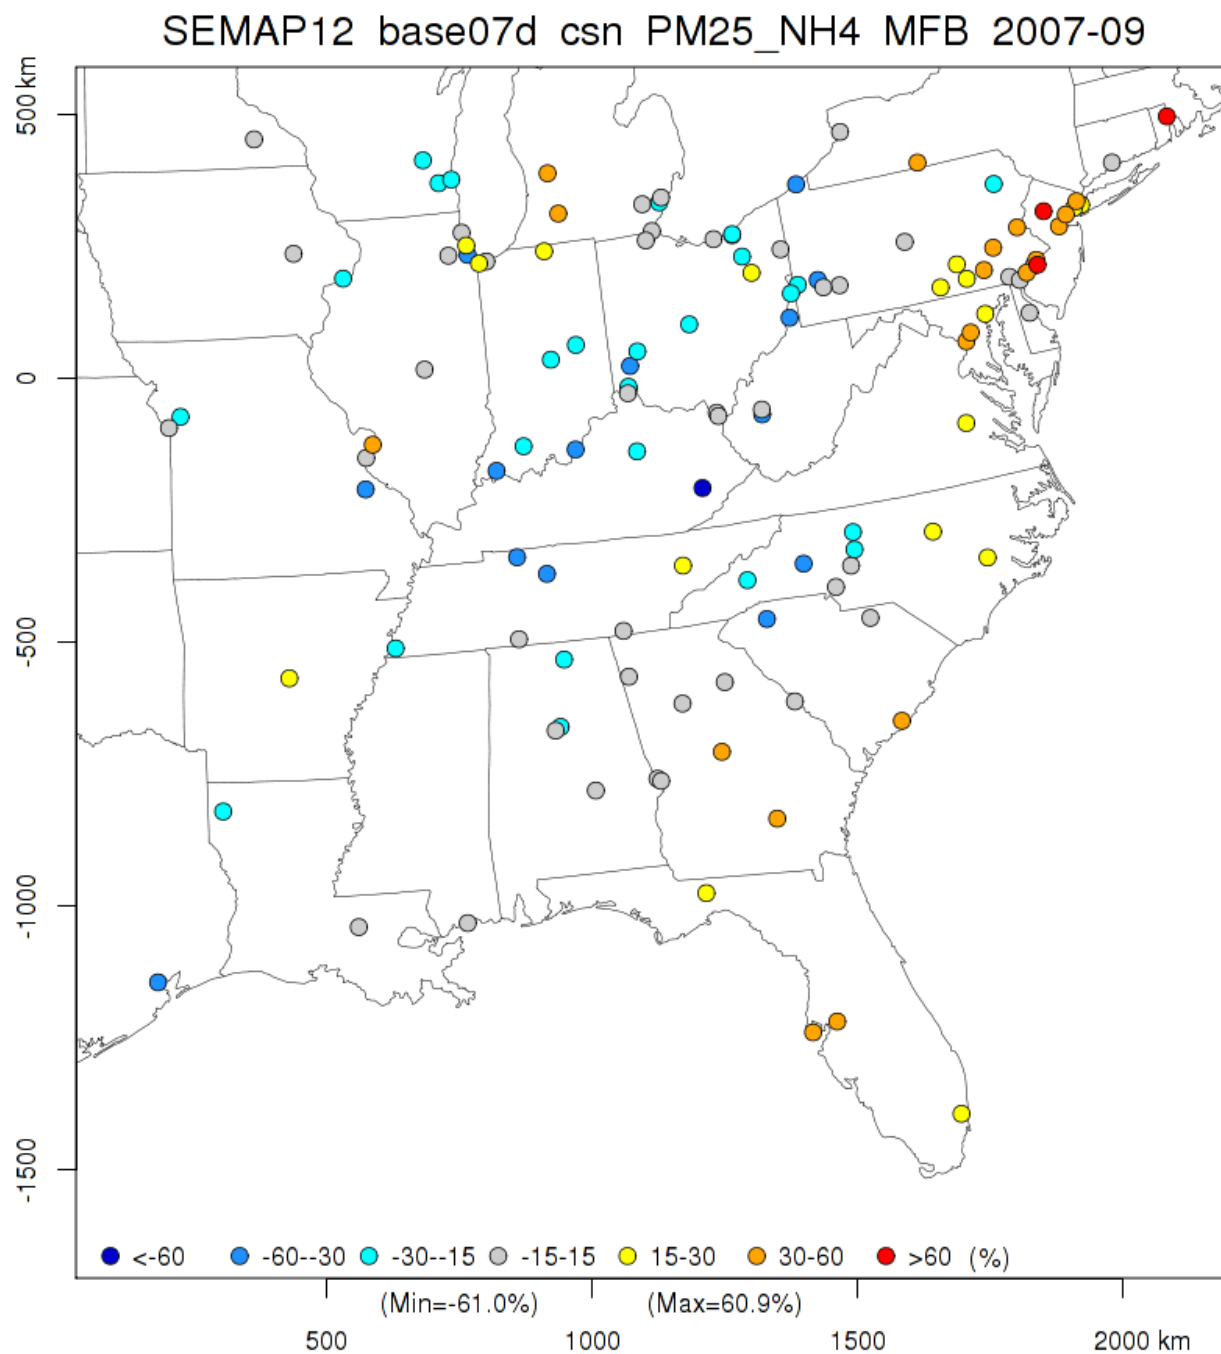 SEMAP12 base07d csn PM25_NH4 MFB 2007-09
500 km
0
-500
-1000
-1500
<-60 -60--30 -30--15 -15-15 15-30 30-60 >60 (%)
(Min=-61.0%) (Max=60.9%)
500 1000 1500 2000 km